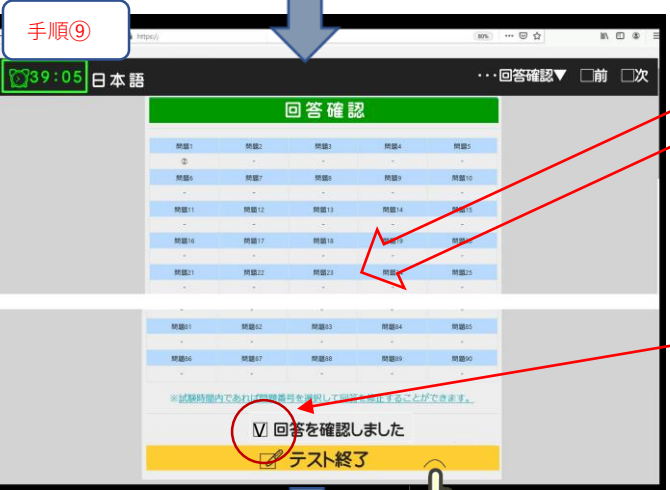 手順⑨
https://
80%
39:05 日本語 …回答確認▼ □前 □次
回答確認
問題1 問題2 問題3 問題4 問題5
② - - - -
問題6 問題7 問題8 問題9 問題10
- - - - -
問題11 問題12 問題13 問題14 問題15
- - - - -
問題16 問題17 問題18 問題19
- - - - -
問題21 問題22 問題23 問題25
- - - - -
- - - - -
問題81 問題82 問題83 問題84 問題85
- - - - -
問題86 問題87 問題88 問題89 問題90
- - - - -
※試験時間内であれば問題番号を選択して回答を修正することができます。
回答を確認しました
テスト終了